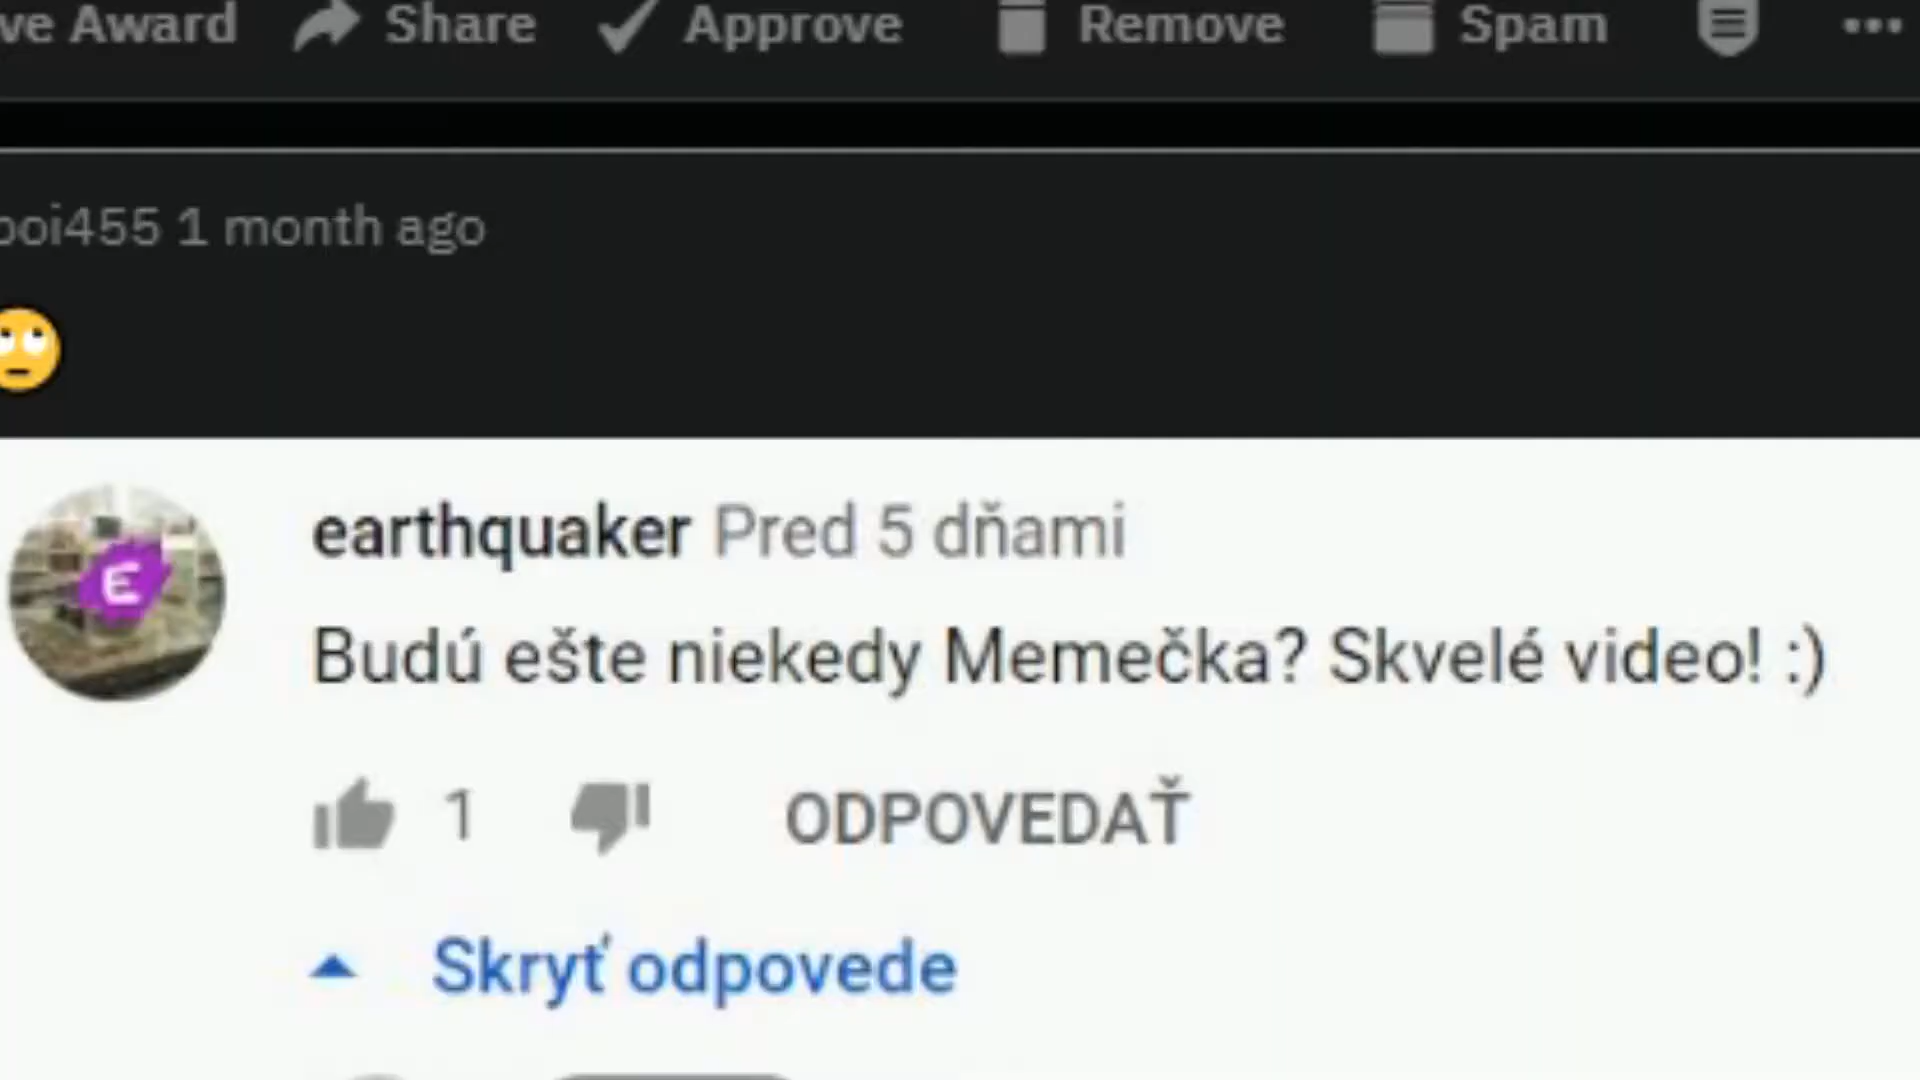 ve Award Share Approve Remove Spam
ooi455 1 month ago
earthquaker Pred 5 dňami
Budú ešte niekedy Memečka? Skvelé video! :)
1 ODPOVEDAŤ
Skryť odpovede